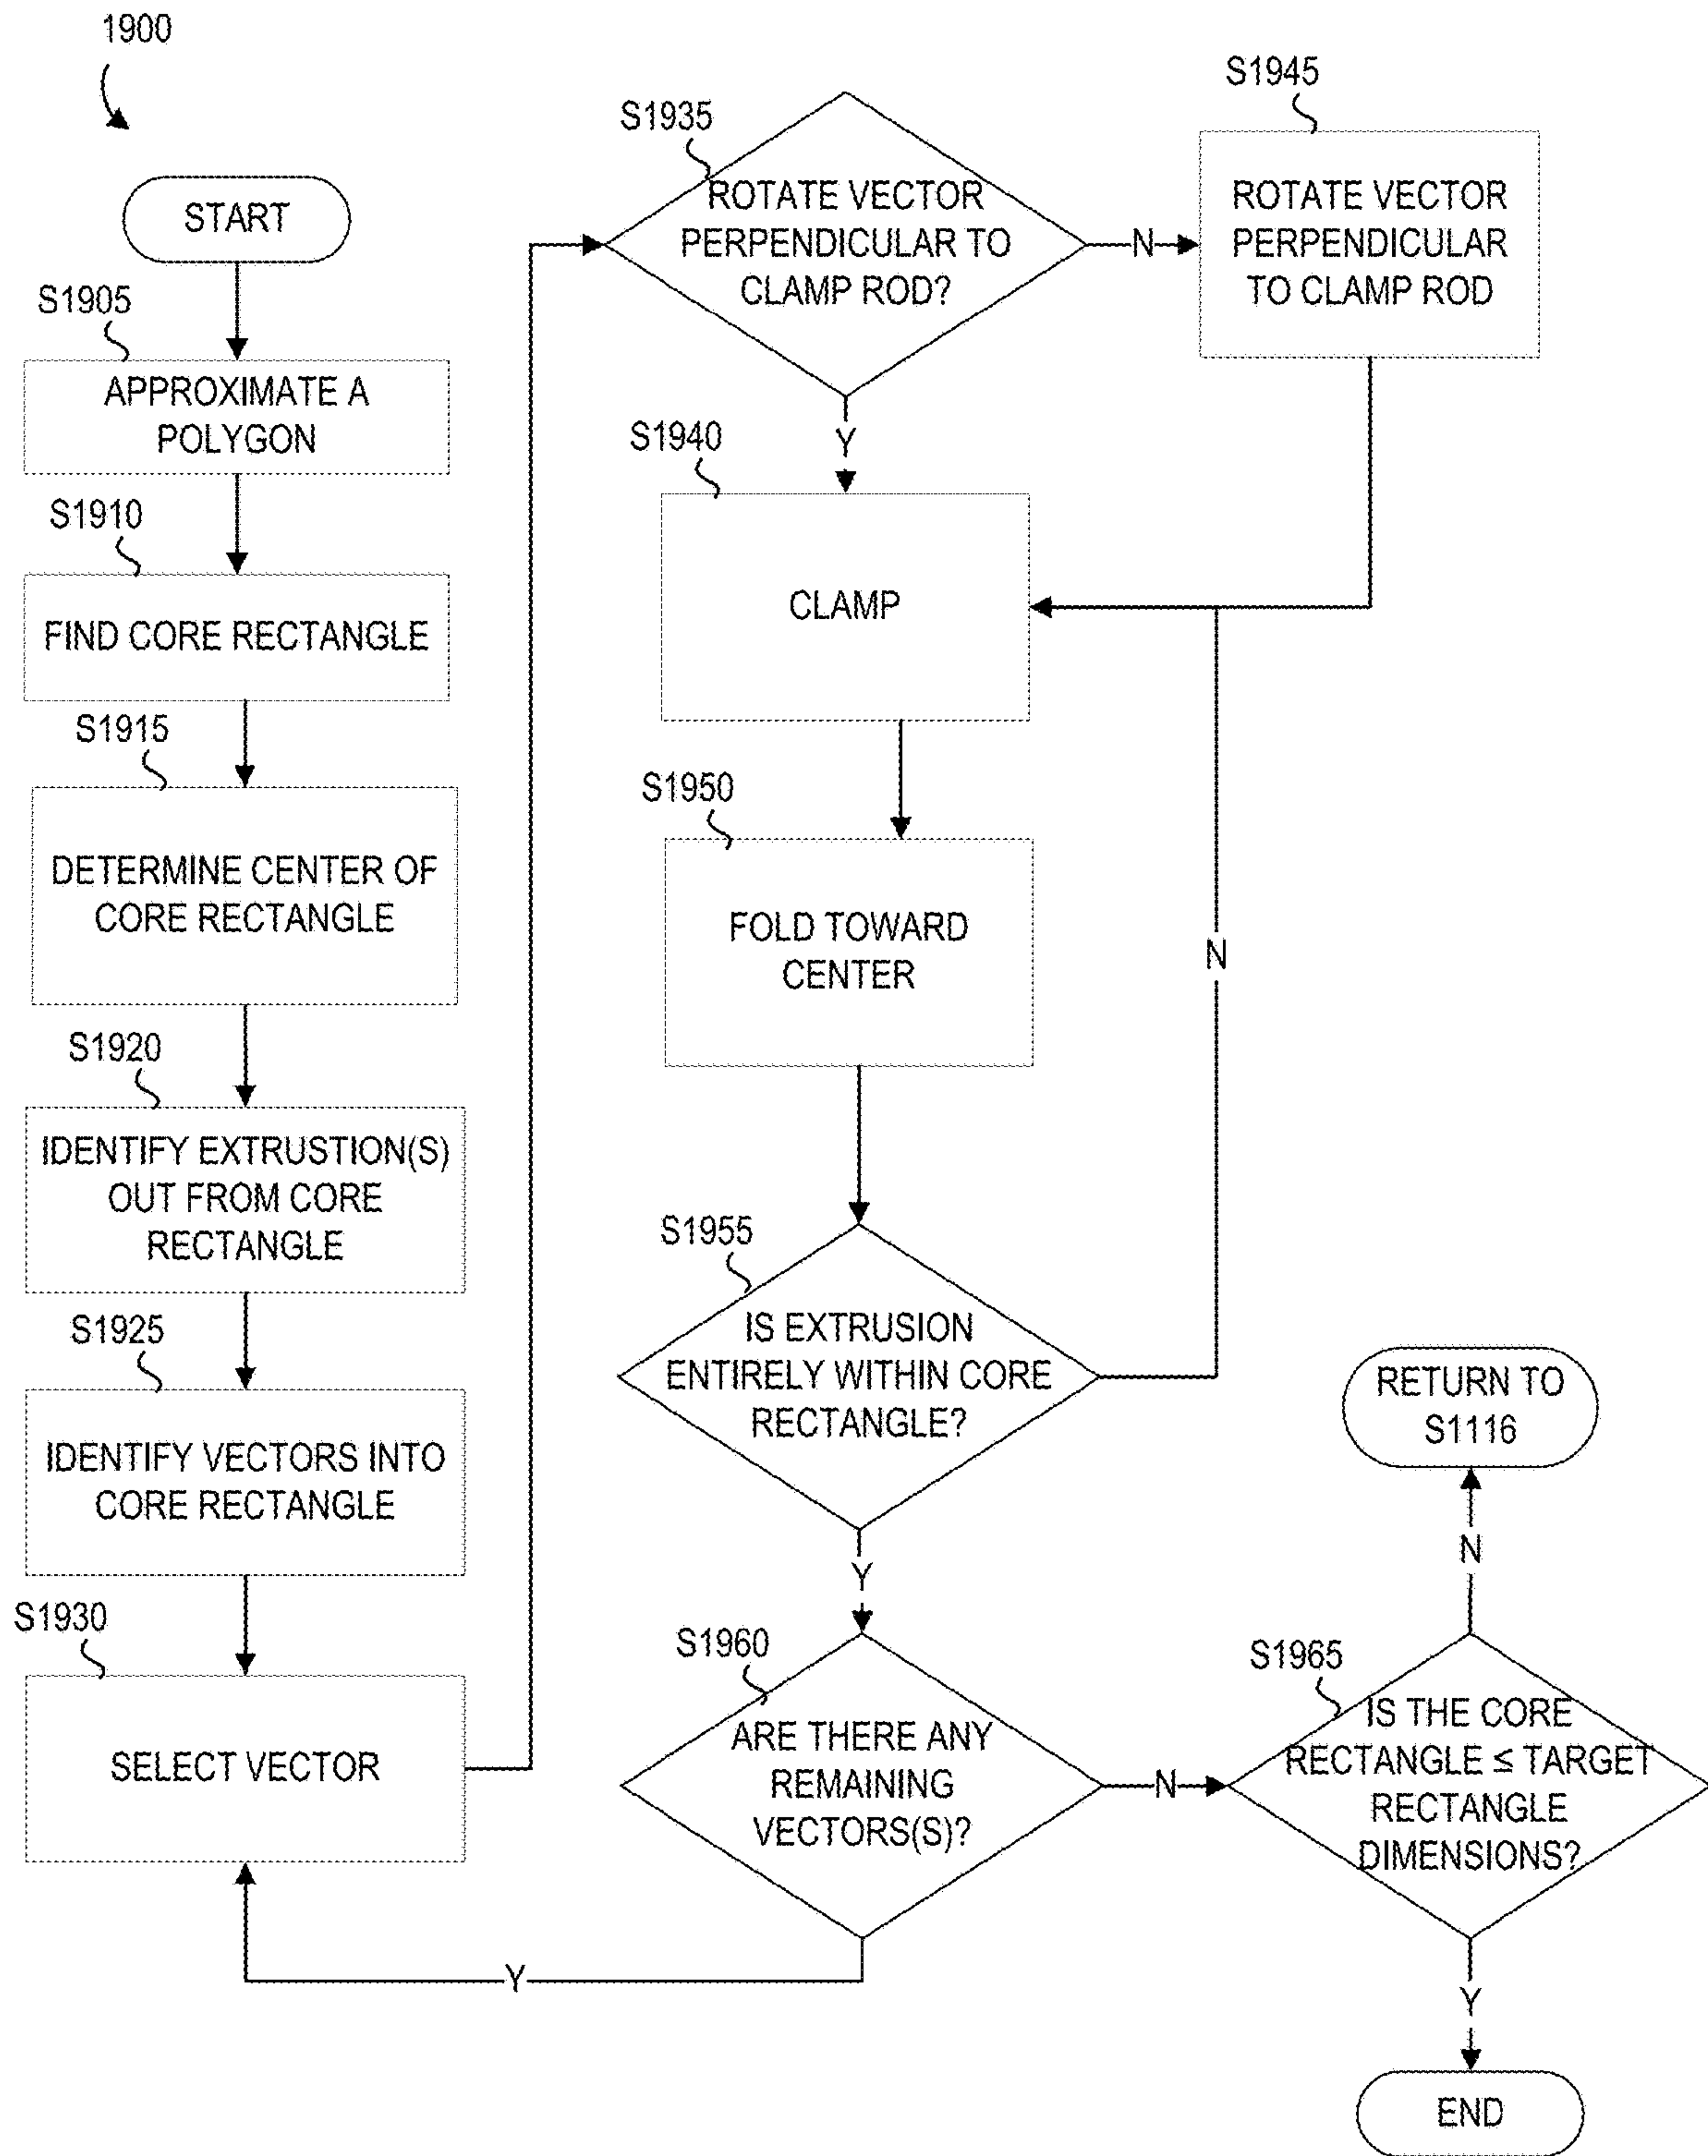 1900
START
S1905
APPROXIMATE A
POLYGON
S1910
FIND CORE RECTANGLE
S1915
DETERMINE CENTER OF
CORE RECTANGLE
S1920
IDENTIFY EXTRUSTION(S)
OUT FROM CORE
RECTANGLE
S1925
IDENTIFY VECTORS INTO
CORE RECTANGLE
S1930
SELECT VECTOR
S1935
ROTATE VECTOR
PERPENDICULAR TO
CLAMP ROD?
N
S1945
ROTATE VECTOR
PERPENDICULAR
TO CLAMP ROD
Y
S1940
CLAMP
S1950
FOLD TOWARD
CENTER
N
S1955
IS EXTRUSION
ENTIRELY WITHIN CORE
RECTANGLE?
Y
S1960
ARE THERE ANY
REMAINING
VECTORS(S)?
Y
N
S1965
IS THE CORE
RECTANGLE ≤ TARGET
RECTANGLE
DIMENSIONS?
N
RETURN TO
S1116
Y
END